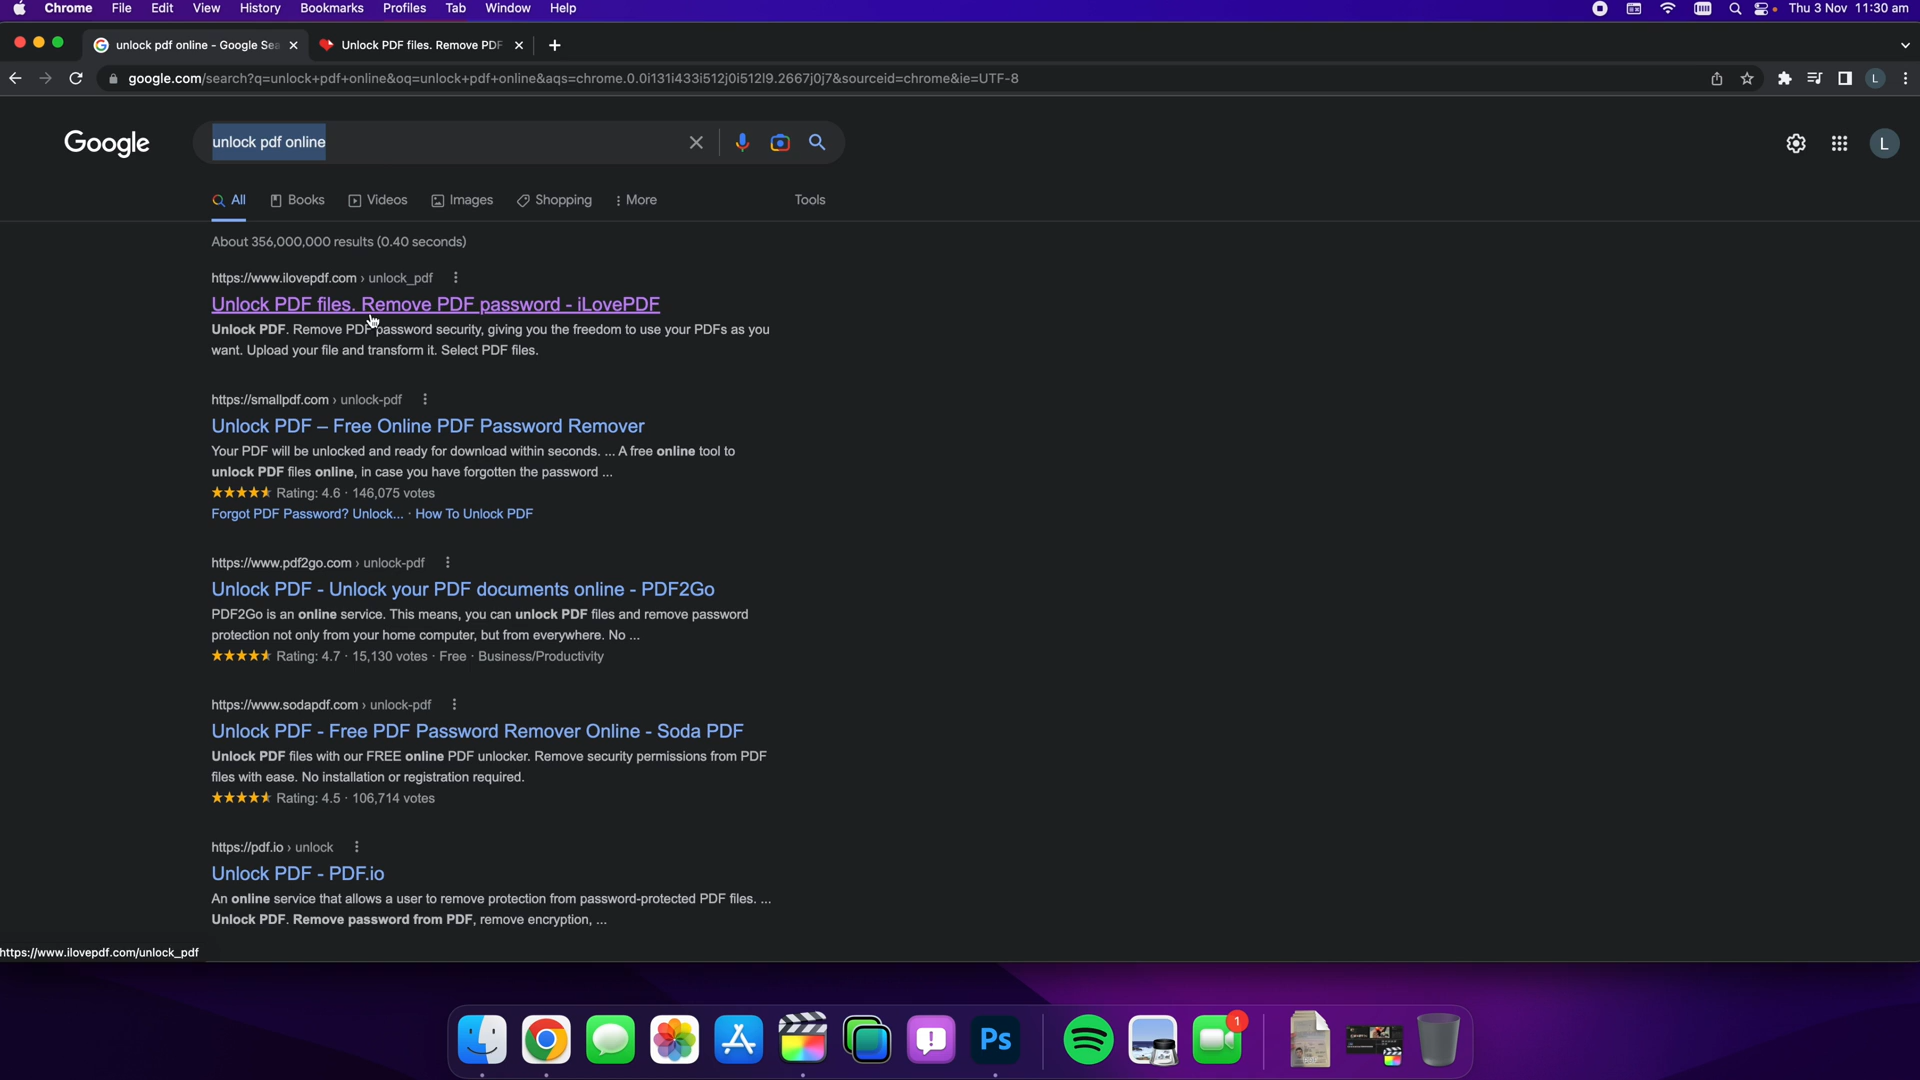 Chrome File Edit View History Bookmarks Profiles Tab Window Help Thu 3 Nov 11:30 am
unlock pdf online - Google Sea Unlock PDF files. Remove PDF
google.com/search?q=unlock+pdf+online&oq=unlock+pdf+online&aqs=chrome.0.0i131i433i512j0i512l9.2667j0j7&sourceid=chrome&ie=UTF-8 L
Google unlock pdf online L
All Books Videos Images Shopping More Tools
About 356,000,000 results (0.40 seconds)
https://www.ilovepdf.com › unlock_pdf
Unlock PDF files. Remove PDF password - iLovePDF
Unlock PDF. Remove PDF password security, giving you the freedom to use your PDFs as you
want. Upload your file and transform it. Select PDF files.
https://smallpdf.com › unlock-pdf
Unlock PDF – Free Online PDF Password Remover
Your PDF will be unlocked and ready for download within seconds. ... A free online tool to
unlock PDF files online, in case you have forgotten the password ...
Rating: 4.6 · 146,075 votes
Forgot PDF Password? Unlock... · How To Unlock PDF
https://www.pdf2go.com › unlock-pdf
Unlock PDF - Unlock your PDF documents online - PDF2Go
PDF2Go is an online service. This means, you can unlock PDF files and remove password
protection not only from your home computer, but from everywhere. No ...
Rating: 4.7 · 15,130 votes · Free · Business/Productivity
https://www.sodapdf.com › unlock-pdf
Unlock PDF - Free PDF Password Remover Online - Soda PDF
Unlock PDF files with our FREE online PDF unlocker. Remove security permissions from PDF
files with ease. No installation or registration required.
Rating: 4.5 · 106,714 votes
https://pdf.io › unlock
Unlock PDF - PDF.io
An online service that allows a user to remove protection from password-protected PDF files. ...
Unlock PDF. Remove password from PDF, remove encryption, ...
https://www.ilovepdf.com/unlock_pdf
Ps 1